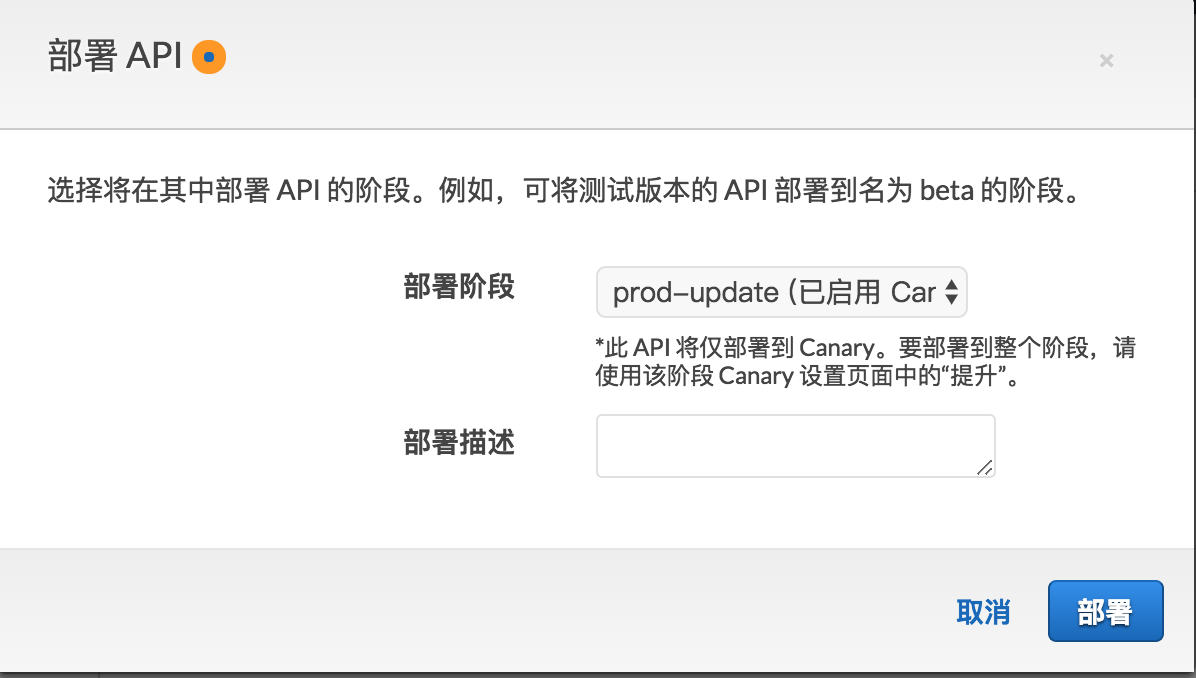 部署 API
×
选择将在其中部署 API 的阶段。例如，可将测试版本的 API 部署到名为 beta 的阶段。
部署阶段
prod-update (已启用 Car
*此 API 将仅部署到 Canary。要部署到整个阶段，请
使用该阶段 Canary 设置页面中的“提升”。
部署描述
取消
部署